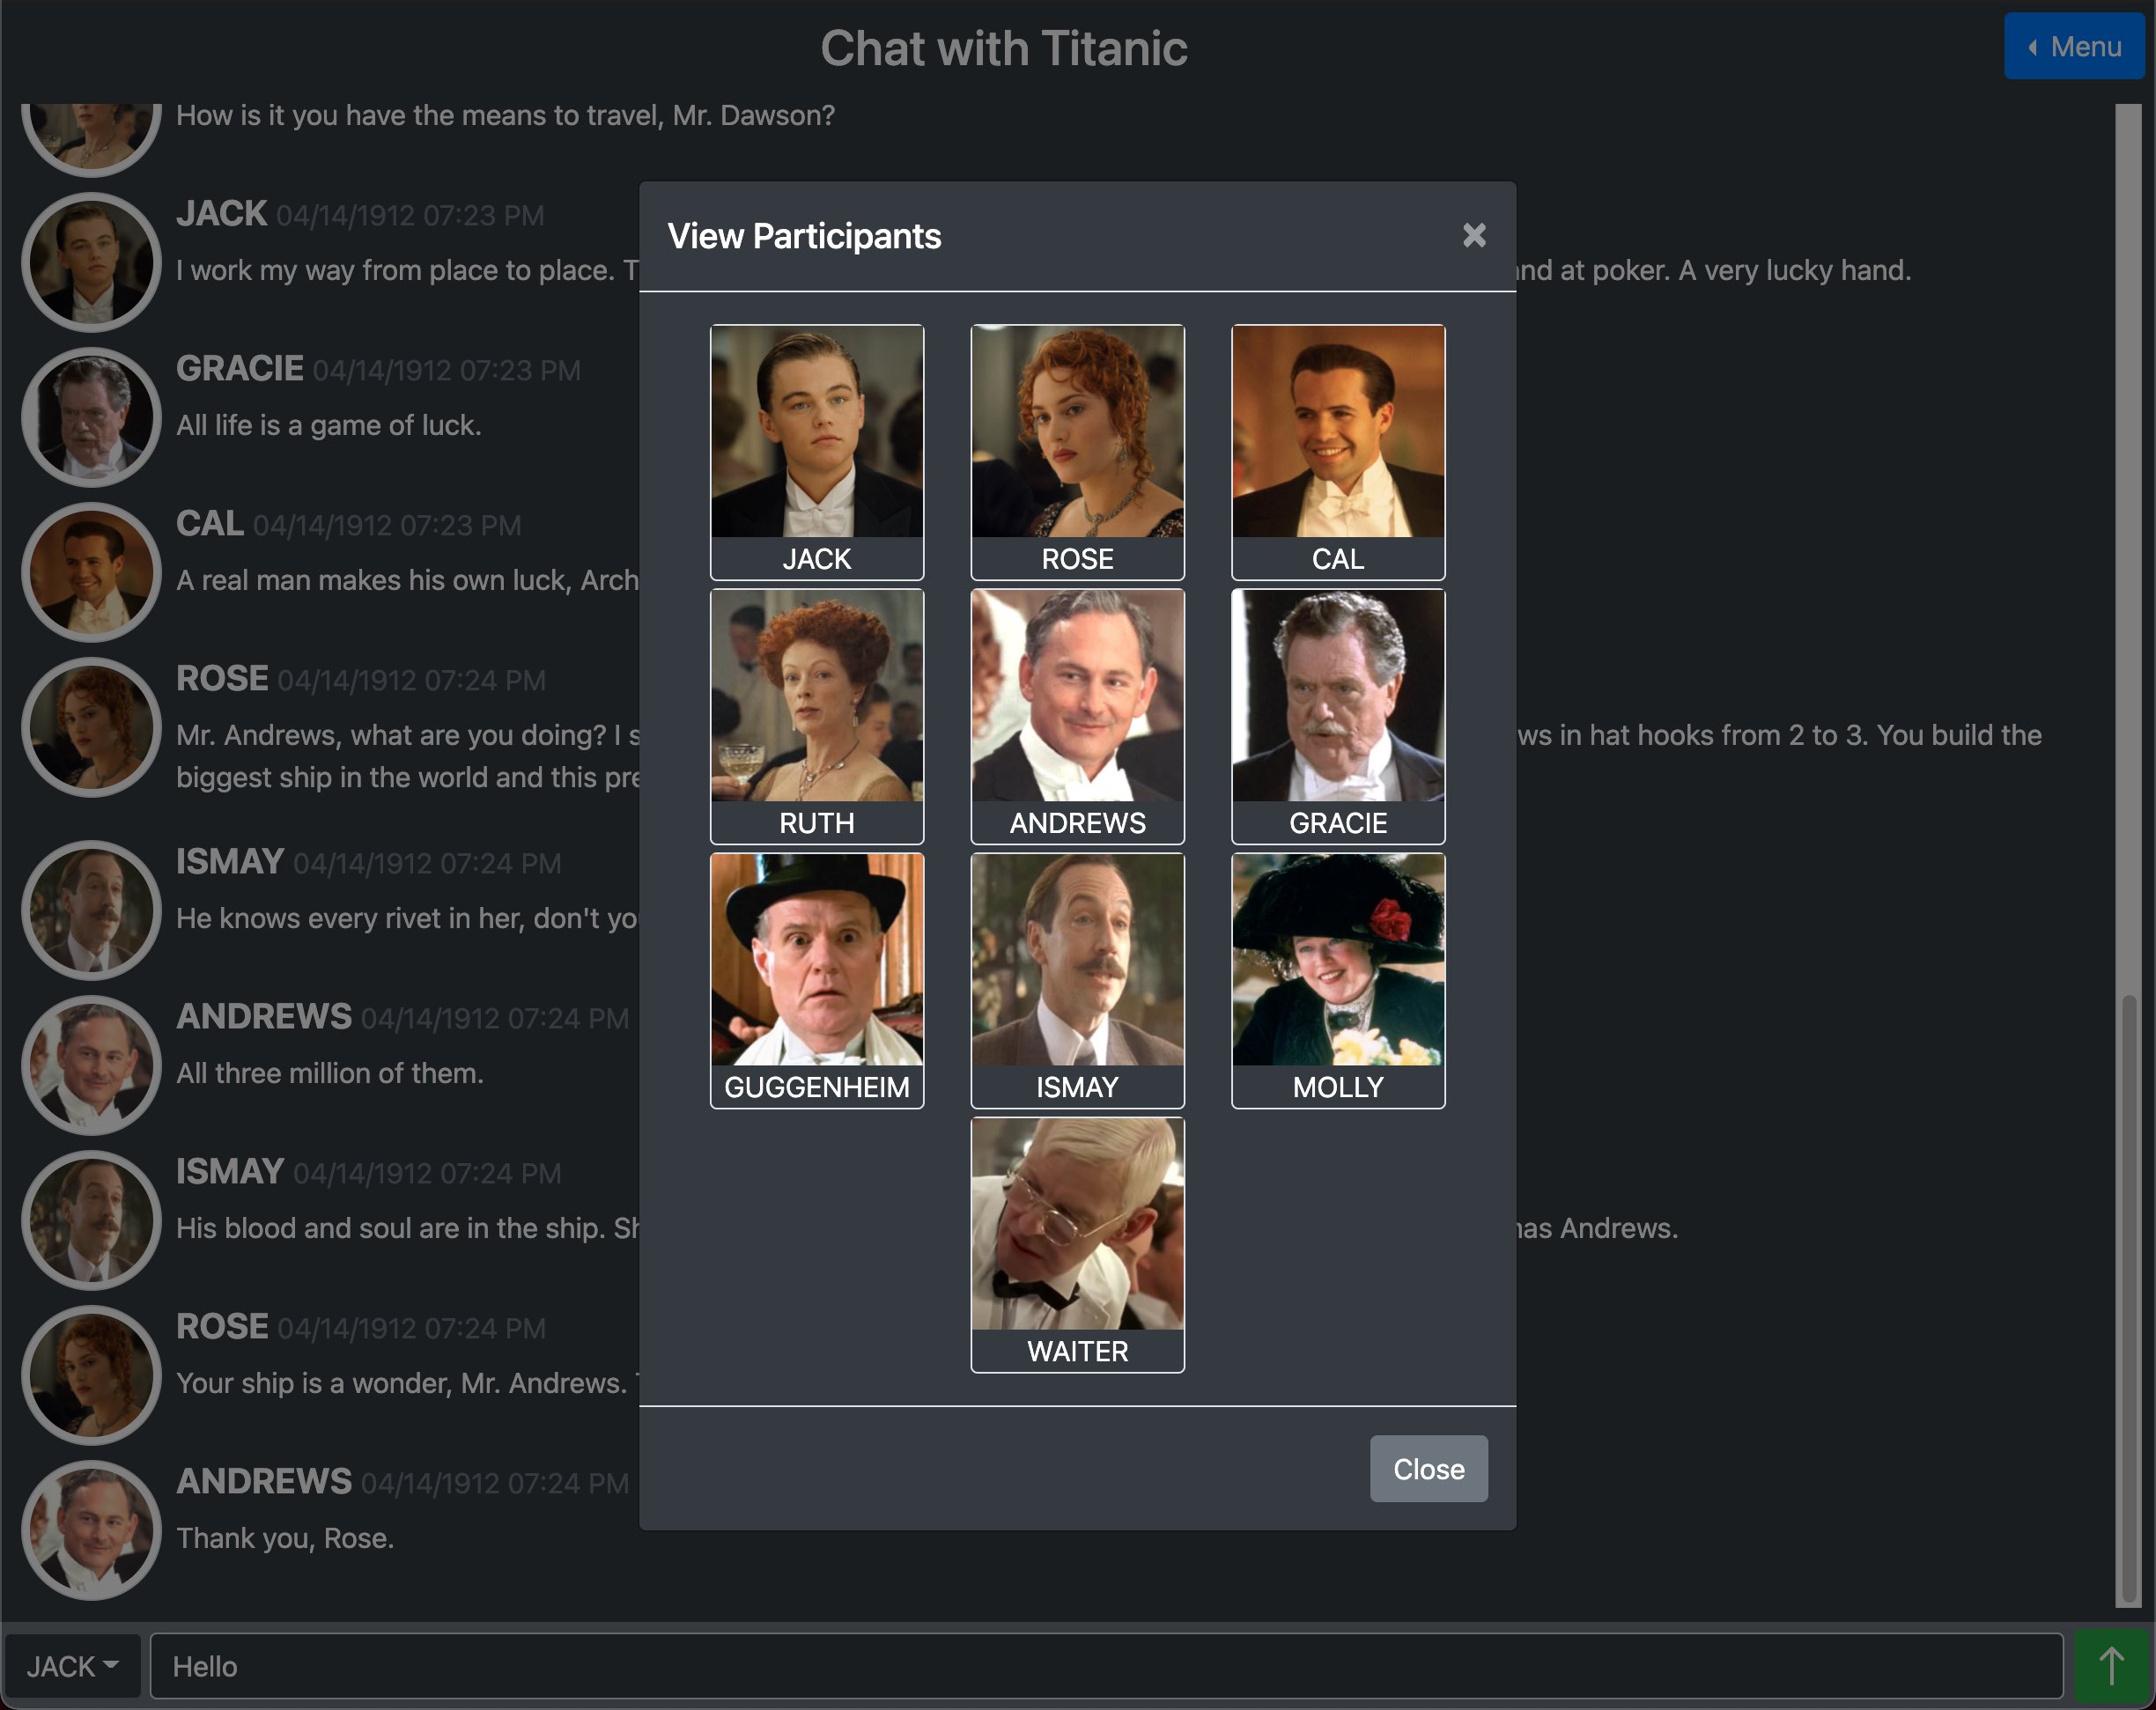 Chat with Titanic
Menu
How is it you have the means to travel, Mr. Dawson?
JACK 04/14/1912 07:23 PM
I work my way from place to place. T
nd at poker. A very lucky hand.
GRACIE 04/14/1912 07:23 PM
All life is a game of luck.
CAL 04/14/1912 07:23 PM
A real man makes his own luck, Arch
ROSE 04/14/1912 07:24 PM
Mr. Andrews, what are you doing? I s
ws in hat hooks from 2 to 3. You build the
biggest ship in the world and this pre
ISMAY 04/14/1912 07:24 PM
He knows every rivet in her, don't yo
ANDREWS 04/14/1912 07:24 PM
All three million of them.
ISMAY 04/14/1912 07:24 PM
His blood and soul are in the ship. Sh
as Andrews.
ROSE 04/14/1912 07:24 PM
Your ship is a wonder, Mr. Andrews.
ANDREWS 04/14/1912 07:24 PM
Thank you, Rose.
View Participants
JACK
ROSE
CAL
RUTH
ANDREWS
GRACIE
GUGGENHEIM
ISMAY
MOLLY
WAITER
Close
JACK
Hello